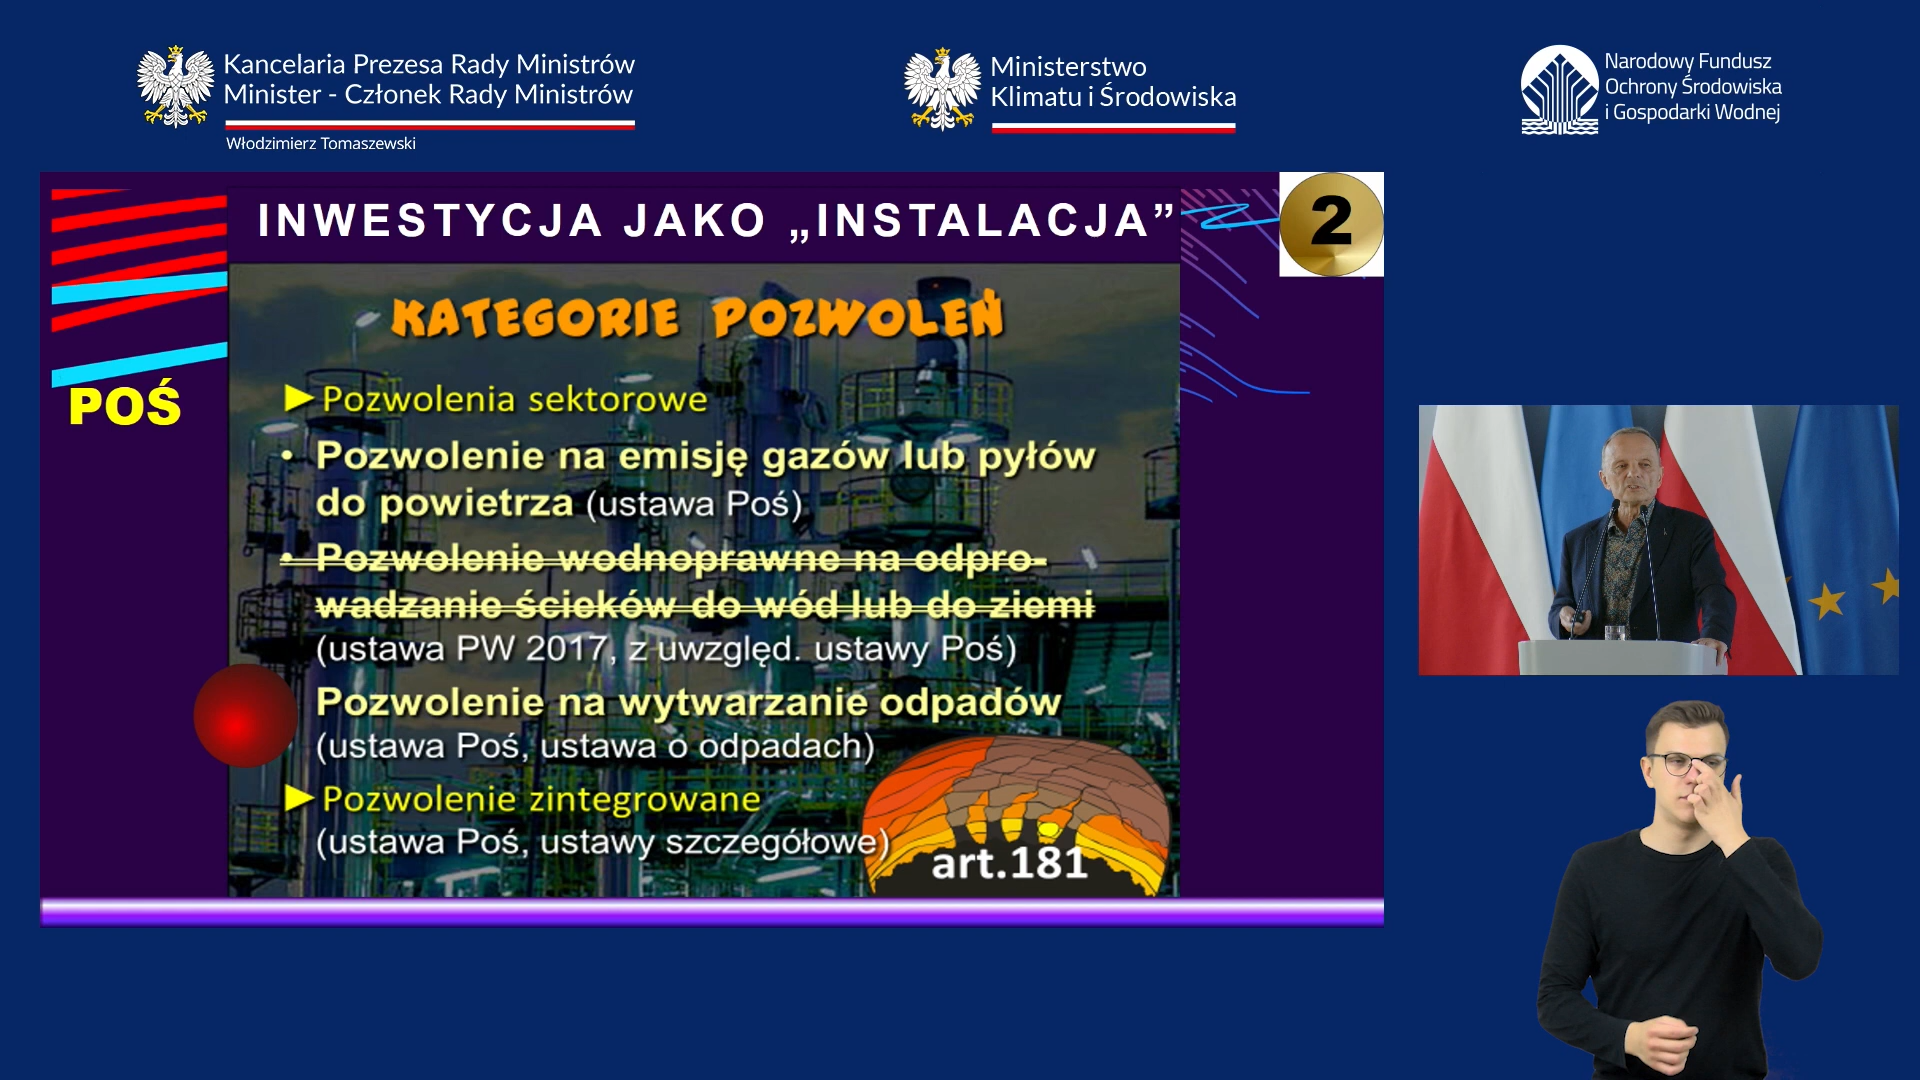 Kancelaria Prezesa Rady Ministrów
Minister - Członek Rady Ministrów
Włodzimierz Tomaszewski
Ministerstwo
Klimatu i Środowiska
Narodowy Fundusz
Ochrony Środowiska
i Gospodarki Wodnej
INWESTYCJA JAKO „INSTALACJA”
2
POŚ
KATEGORIE POZWOLEŃ
►Pozwolenia sektorowe
• Pozwolenie na emisję gazów lub pyłów
do powietrza (ustawa Poś)
• Pozwolenie wodnoprawne na odpro-
wadzanie ścieków do wód lub do ziemi
(ustawa PW 2017, z uwzględ. ustawy Poś)
Pozwolenie na wytwarzanie odpadów
(ustawa Poś, ustawa o odpadach)
►Pozwolenie zintegrowane
(ustawa Poś, ustawy szczegółowe)
art.181